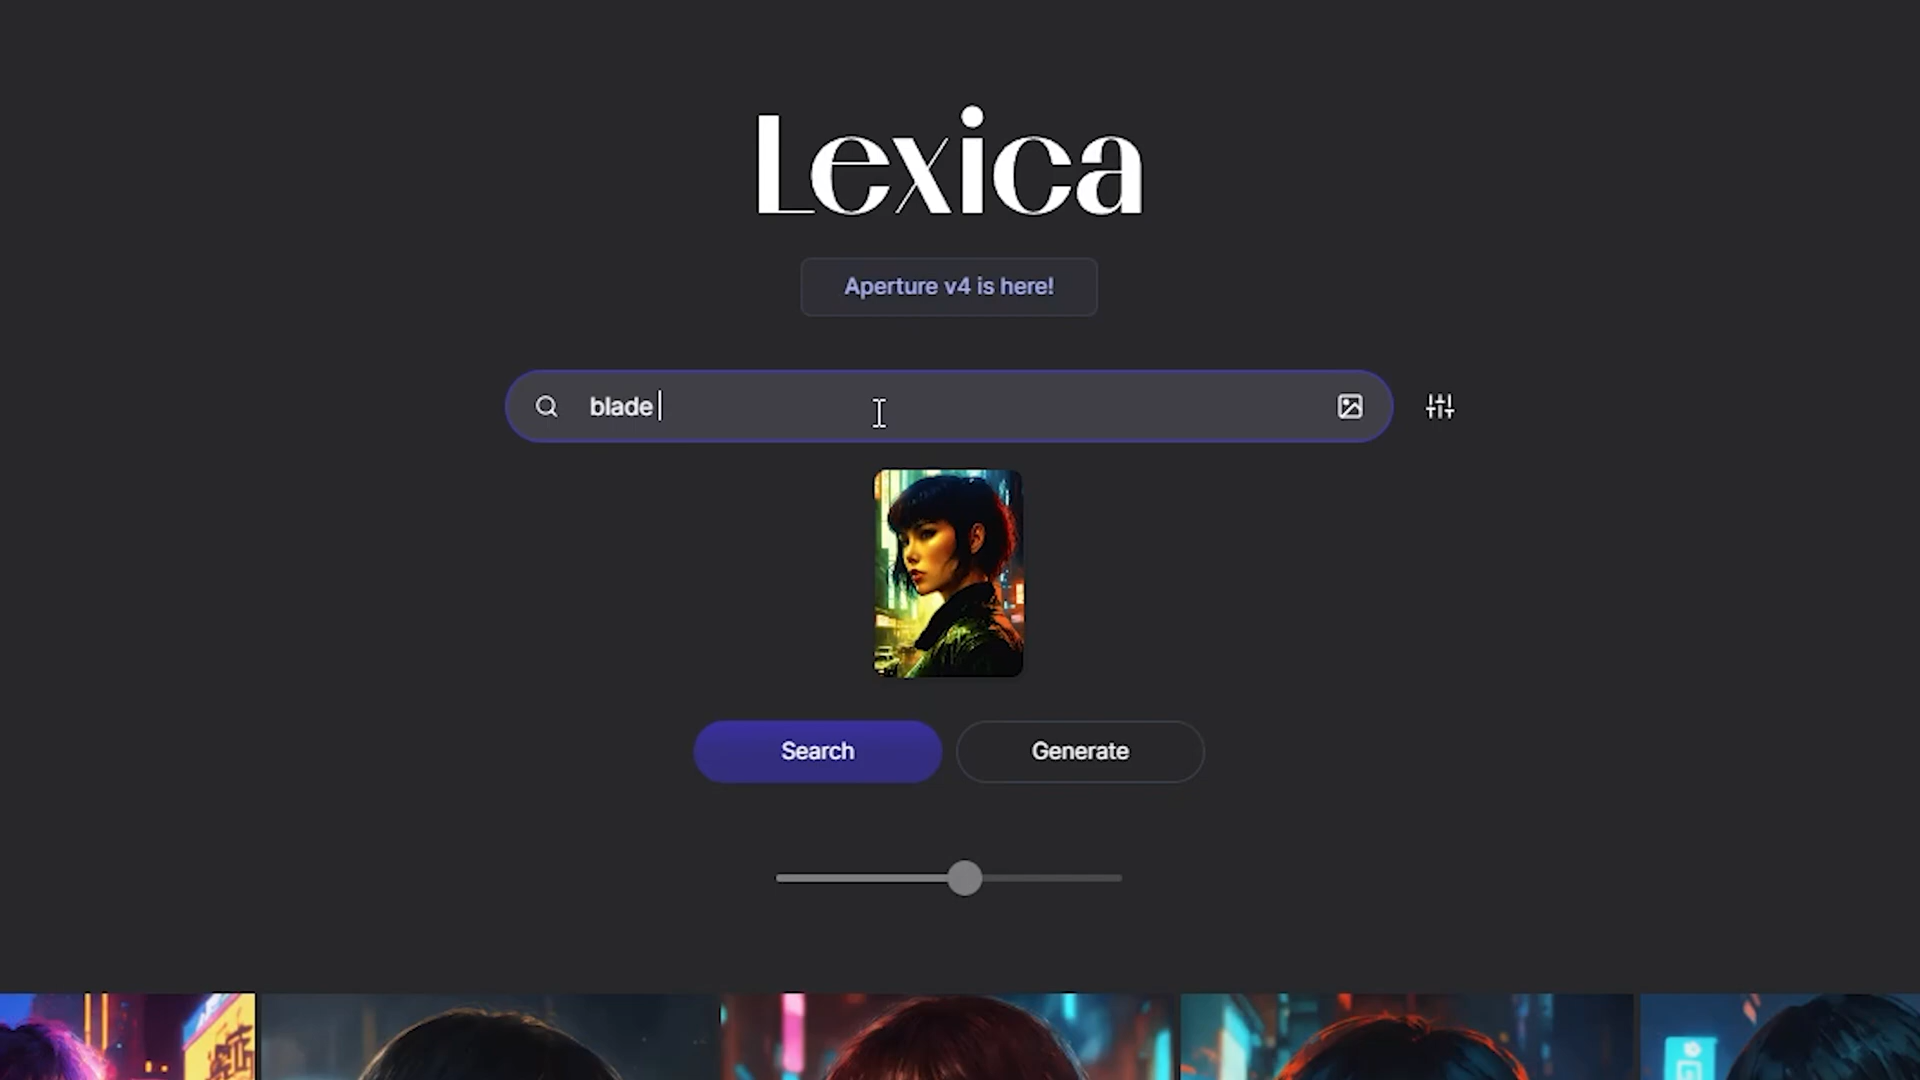 Lexica
Aperture v4 is here!
blade
Search
Generate